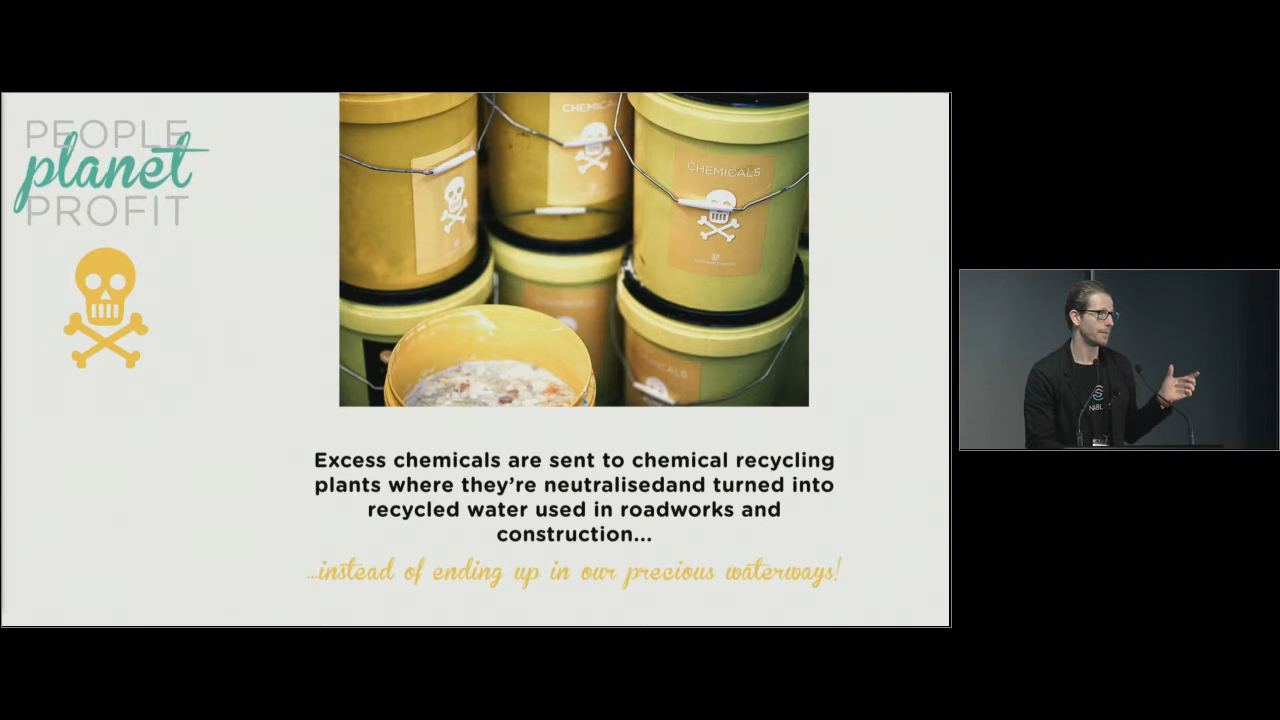 PEOPLE
planet
PROFIT
CHEMICALS
CHEMICALS
Excess chemicals are sent to chemical recycling
plants where they're neutralisedand turned into
recycled water used in roadworks and
construction...
...instead of ending up in our precious waterways!